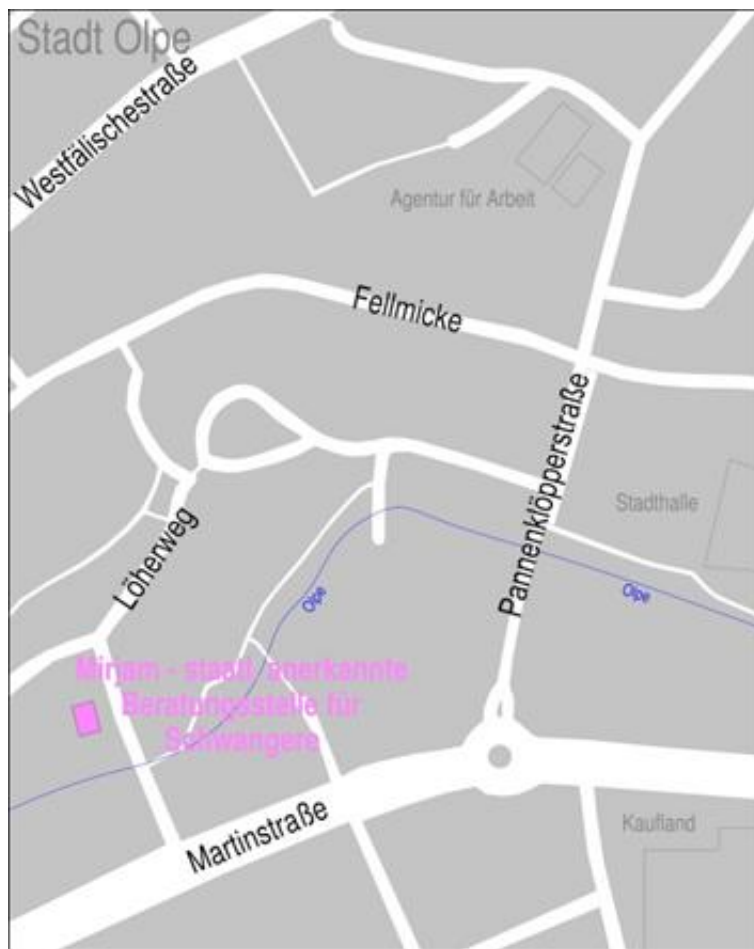 Stadt Olpe
Westfälischestraße
Agentur für Arbeit
Fellmicke
Pannenklöpperstraße
Stadthalle
Löherweg
Olpe
Olpe
Mirjam - staatl. anerkannte
Beratungsstelle für
Schwangere
Martinstraße
Kaufland